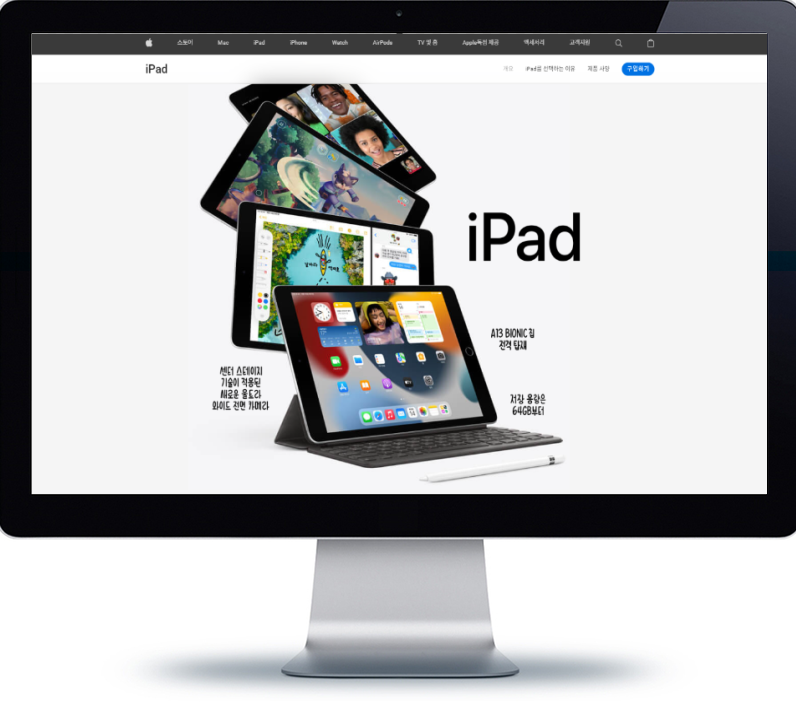 스토어 Mac iPad iPhone Watch AirPods TV 및 홈 Apple독점 제공 액세서리 고객지원
iPad
개요 iPad를 선택하는 이유 제품 사양 구입하기
iPad
A13 BIONIC 칩
전격 탑재
센터 스테이지
기술이 적용된
새로운 울트라
와이드 전면 카메라
저장 용량은
64GB부터